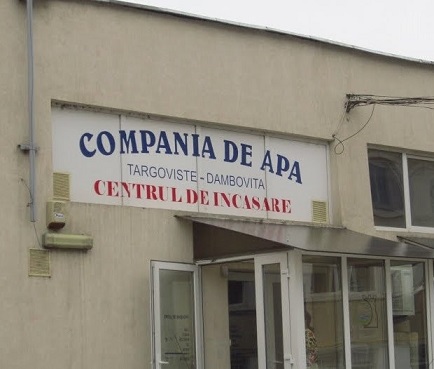 COMPANIA DE APA
TARGOVISTE - DAMBOVITA
CENTRUL DE INCASARE